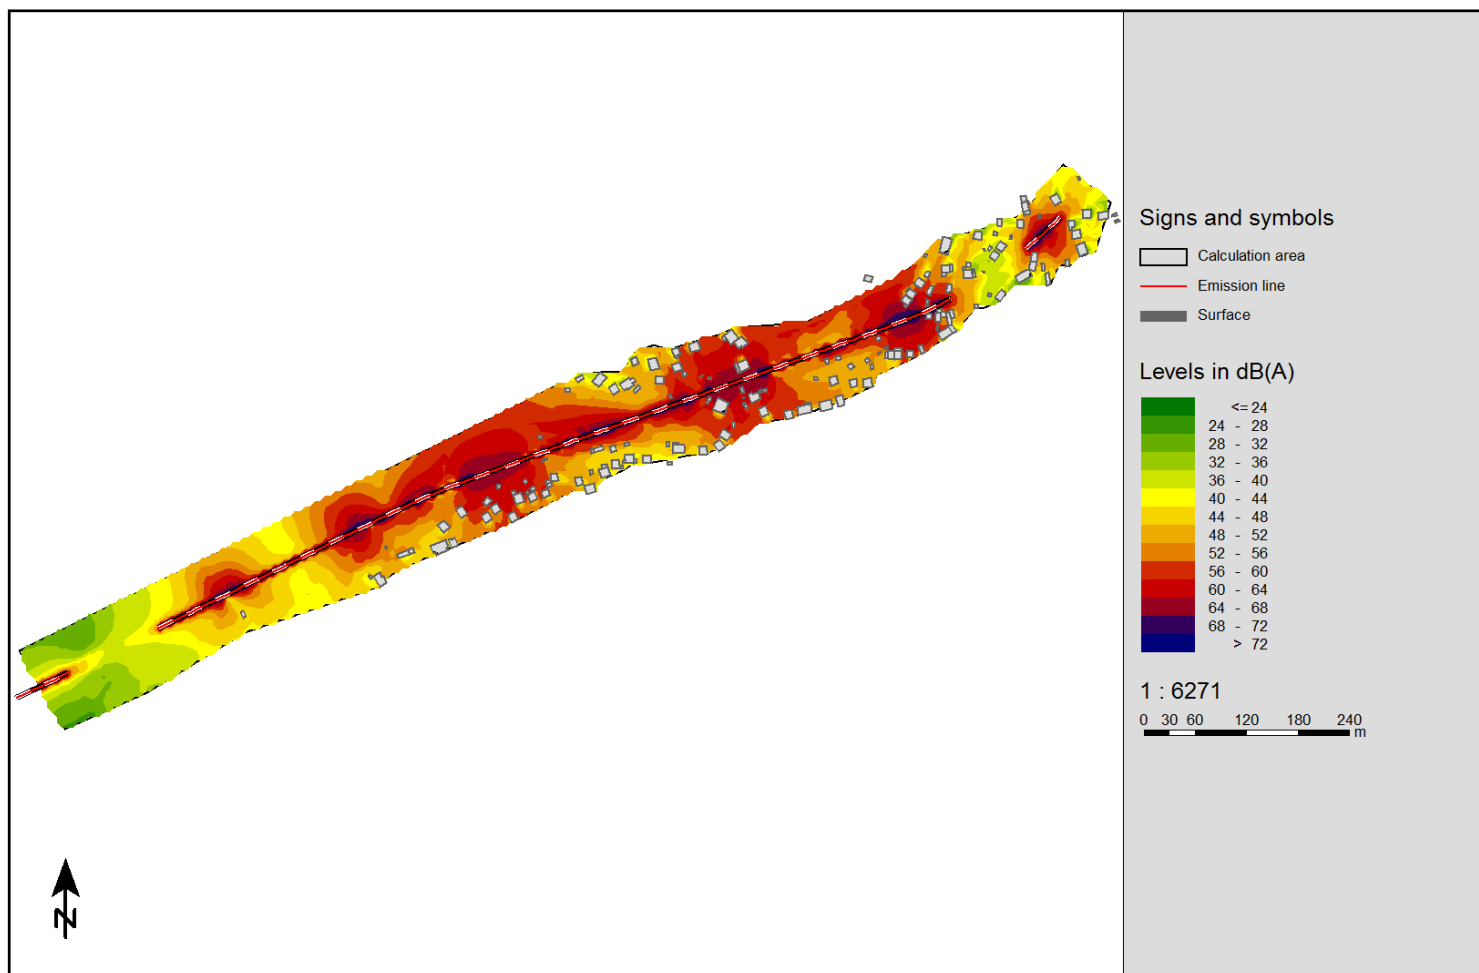 Signs and symbols
Calculation area
Emission line
Surface
Levels in dB(A)
<= 24
24 - 28
28 - 32
32 - 36
36 - 40
40 - 44
44 - 48
48 - 52
52 - 56
56 - 60
60 - 64
64 - 68
68 - 72
> 72
1 : 6271
0 30 60 120 180 240
m
N